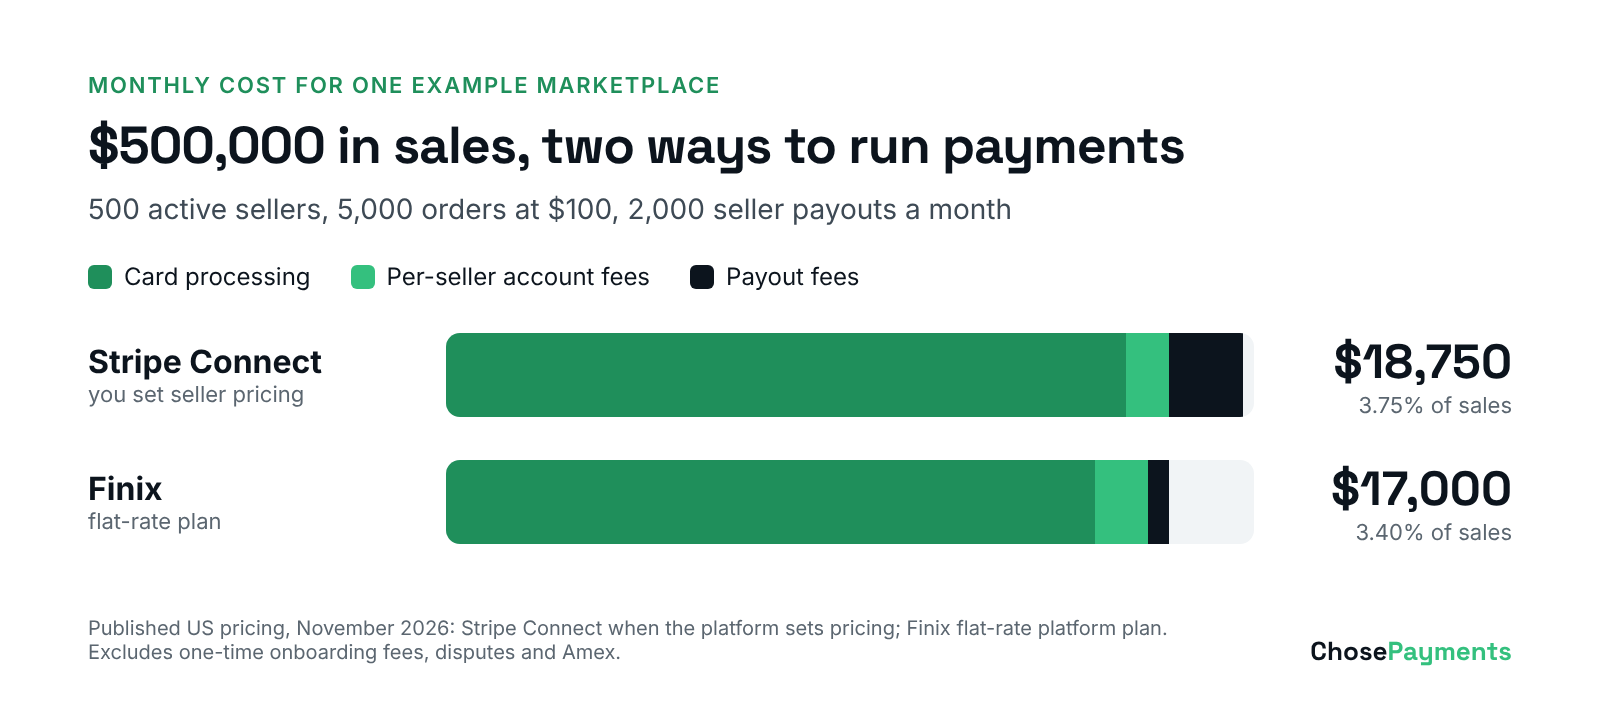 MONTHLY COST FOR ONE EXAMPLE MARKETPLACE
$500,000 in sales, two ways to run payments
500 active sellers, 5,000 orders at $100, 2,000 seller payouts a month
Card processing
Per-seller account fees
Payout fees
Stripe Connect
you set seller pricing
$18,750
3.75% of sales
Finix
flat-rate plan
$17,000
3.40% of sales
Published US pricing, November 2026: Stripe Connect when the platform sets pricing; Finix flat-rate platform plan.
Excludes one-time onboarding fees, disputes and Amex.
ChosePayments